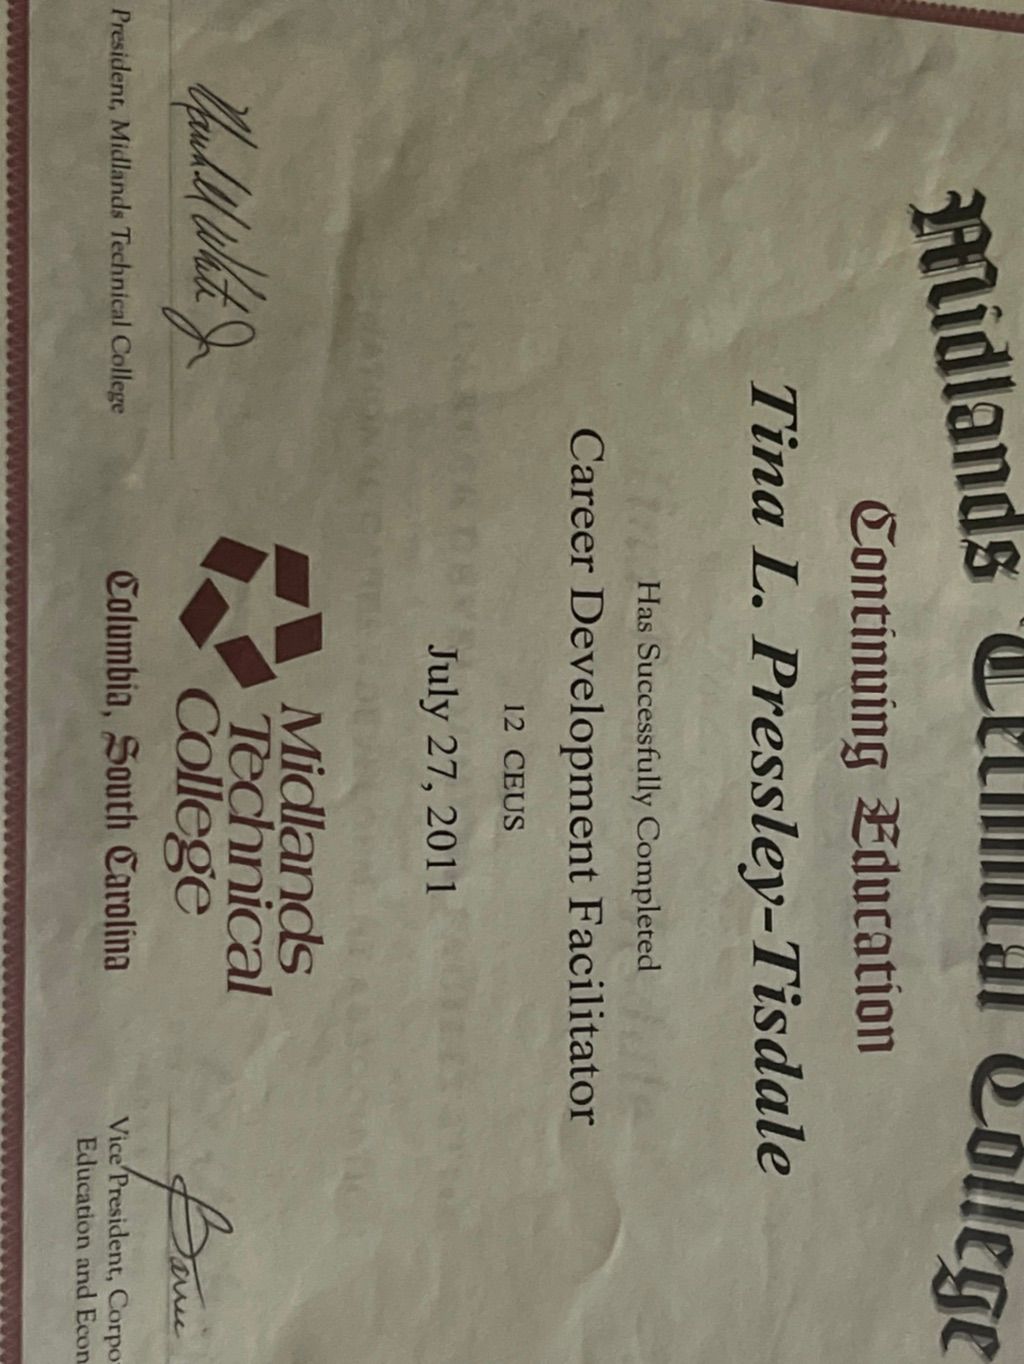 Midlands Technical College
Continuing Education
Tina L. Pressley-Tisdale
Has Successfully Completed
Career Development Facilitator
12 CEUS
July 27, 2011
Midlands
Technical
College
President, Midlands Technical College
Columbia, South Carolina
Vice President, Corpo
Education and Econ